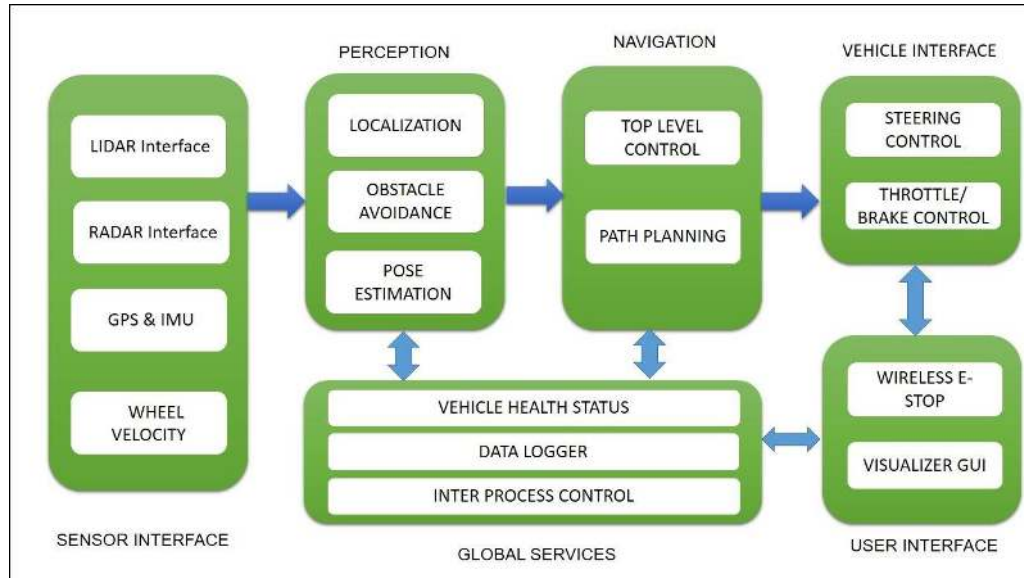 PERCEPTION
NAVIGATION
VEHICLE INTERFACE
LIDAR Interface
RADAR Interface
GPS & IMU
WHEEL
VELOCITY
SENSOR INTERFACE
LOCALIZATION
OBSTACLE
AVOIDANCE
POSE
ESTIMATION
TOP LEVEL
CONTROL
PATH PLANNING
STEERING
CONTROL
THROTTLE/
BRAKE CONTROL
VEHICLE HEALTH STATUS
DATA LOGGER
INTER PROCESS CONTROL
GLOBAL SERVICES
WIRELESS E-
STOP
VISUALIZER GUI
USER INTERFACE